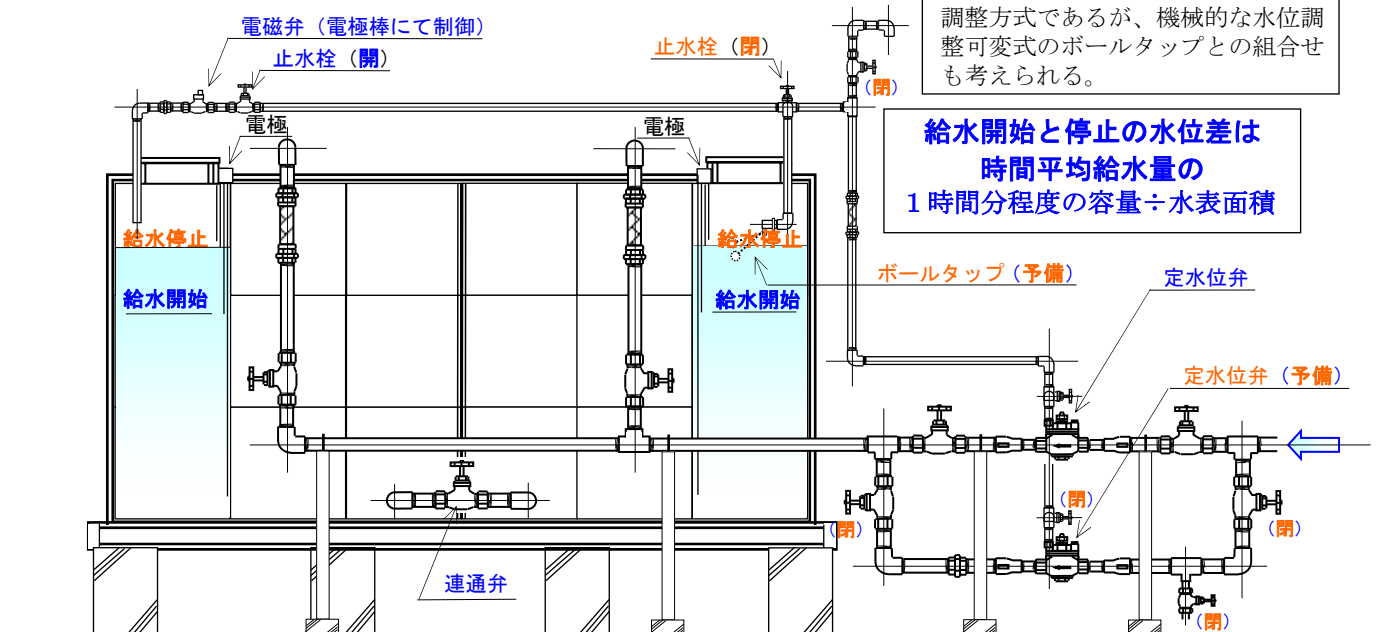 調整方式であるが、機械的な水位調
整可変式のボールタップとの組合せ
も考えられる。
電磁弁（電極棒にて制御）
止水栓（開）
止水栓（閉）
（閉）
電極
電極
給水開始と停止の水位差は
時間平均給水量の
１時間分程度の容量÷水表面積
給水停止
給水停止
ボールタップ（予備）
定水位弁
給水開始
給水開始
定水位弁（予備）
（閉）
（閉）
（閉）
連通弁
（閉）